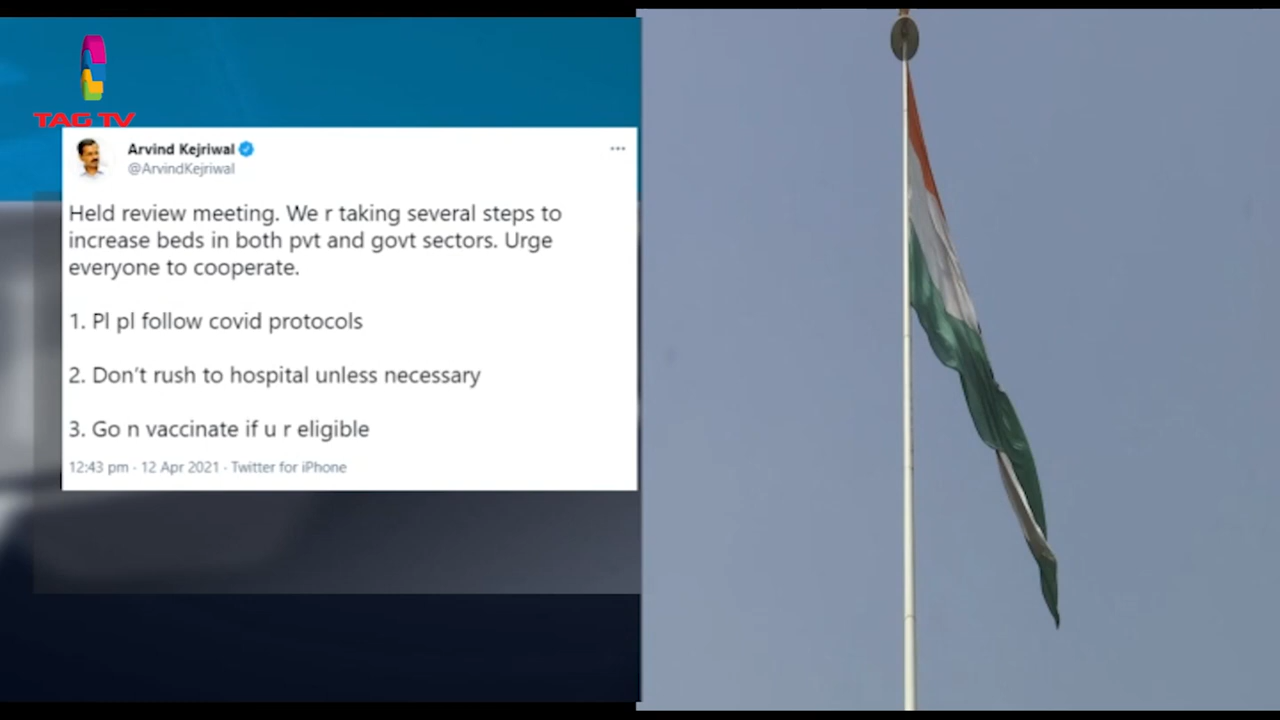 TAG TV
Arvind Kejriwal
@ArvindKejriwal
Held review meeting. We r taking several steps to
increase beds in both pvt and govt sectors. Urge
everyone to cooperate.
1. Pl pl follow covid protocols
2. Don’t rush to hospital unless necessary
3. Go n vaccinate if u r eligible
12:43 pm · 12 Apr 2021 · Twitter for iPhone